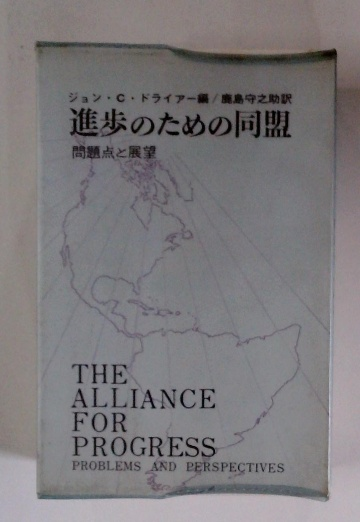 ジョン・C・ドライアー編/鹿島守之助訳
進歩のための同盟
問題点と展望
THE
ALLIANCE
FOR
PROGRESS
PROBLEMS AND PERSPECTIVES